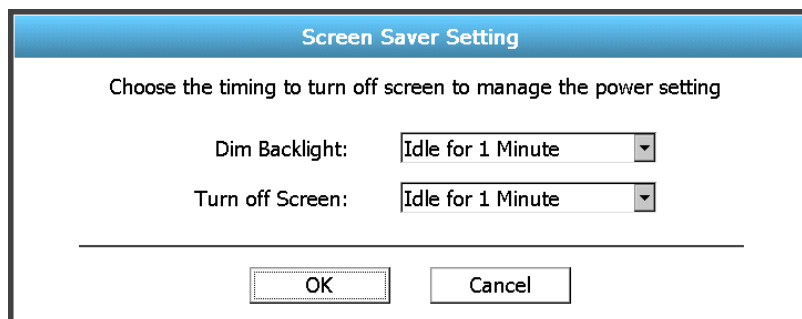 Screen Saver Setting
Choose the timing to turn off screen to manage the power setting
Dim Backlight: Idle for 1 Minute
Turn off Screen: Idle for 1 Minute
OK Cancel